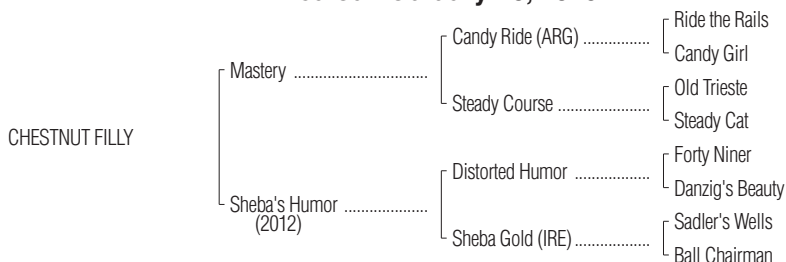 Ride the Rails
Candy Ride (ARG) ................
Candy Girl
Mastery ................................
Old Trieste
Steady Course ......................
Steady Cat
CHESTNUT FILLY
Forty Niner
Distorted Humor ..................
Danzig's Beauty
Sheba's Humor ....................
(2012)
Sadler's Wells
Sheba Gold (IRE) ..................
Ball Chairman